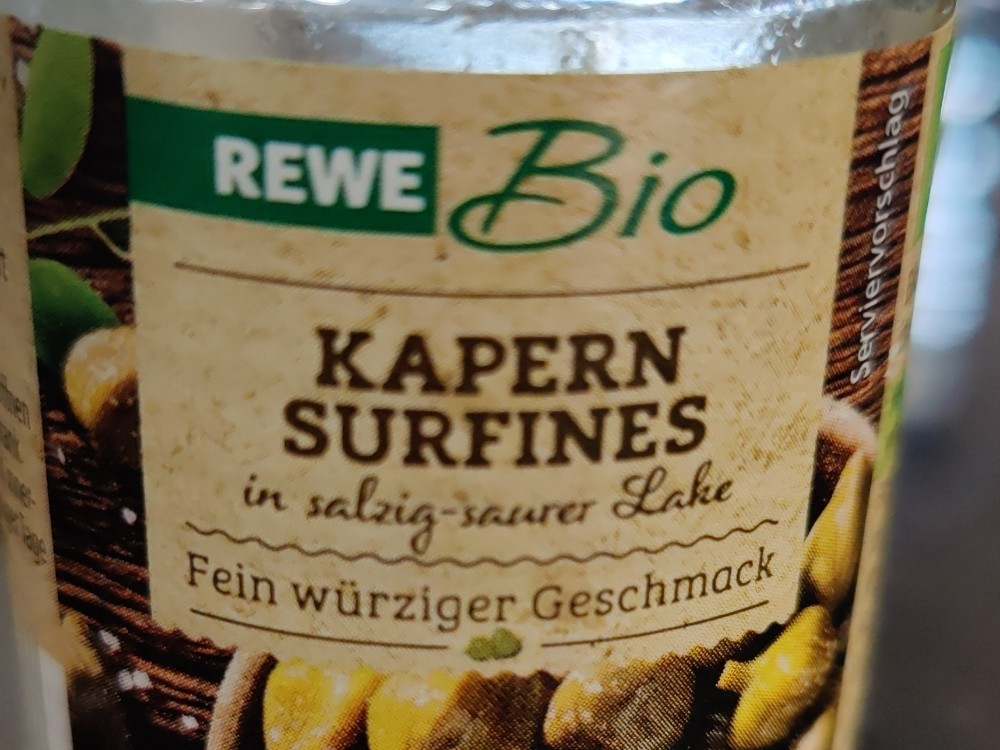 REWE Bio
KAPERN
SURFINES
in salzig-saurer Lake
Fein würziger Geschmack
Serviervorschlag